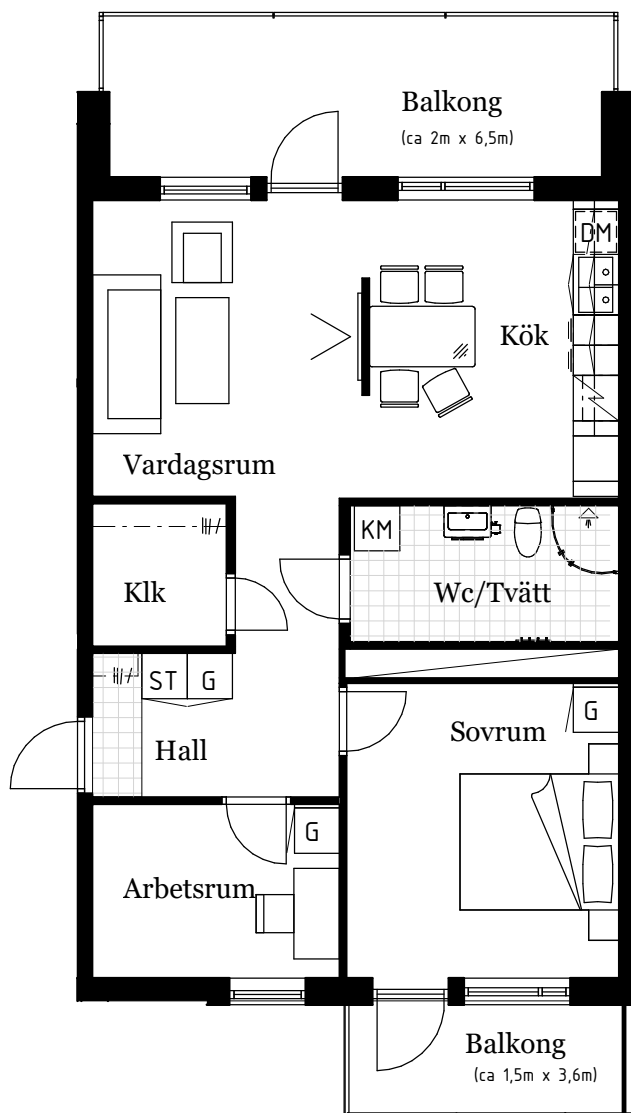 Balkong
(ca 2m x 6,5m)
DM
Kök
Vardagsrum
KM
Klk
Wc/Tvätt
ST G
G
Sovrum
Hall
G
Arbetsrum
Balkong
(ca 1,5m x 3,6m)